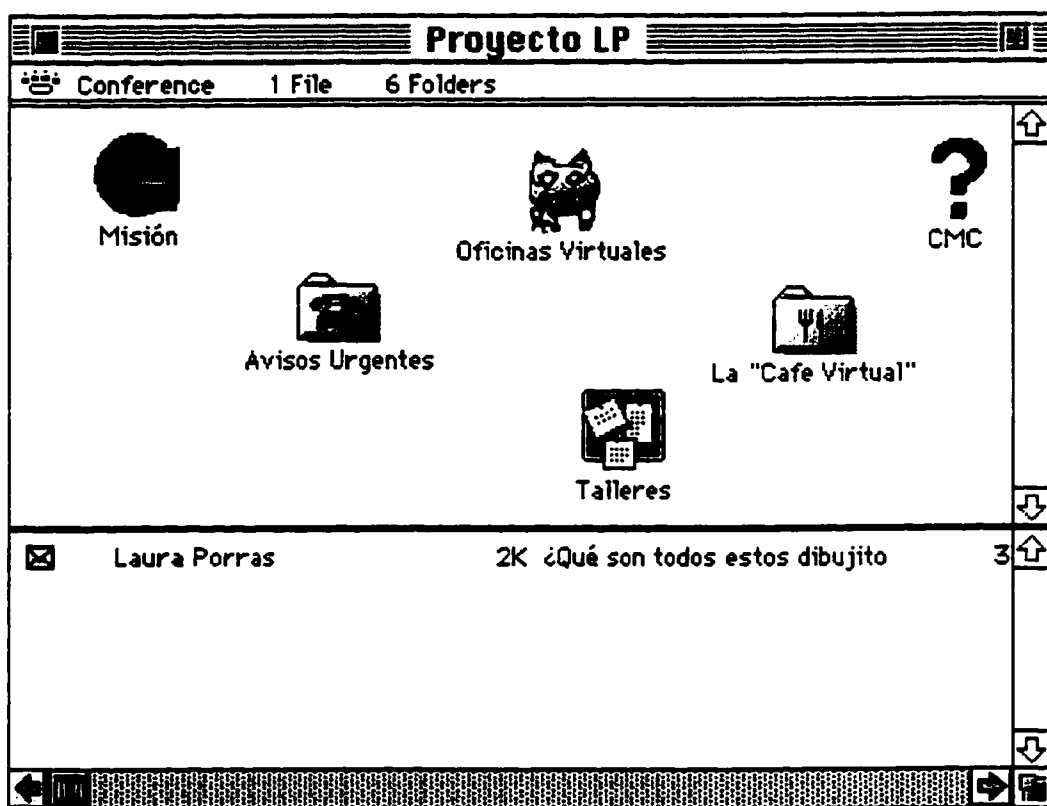 Proyecto LP
Conference 1 File 6 Folders
Misión
Oficinas Virtuales
CMC
Avisos Urgentes
La "Cafe Virtual"
Talleres
Laura Porras 2K ¿Qué son todos estos dibujito 3